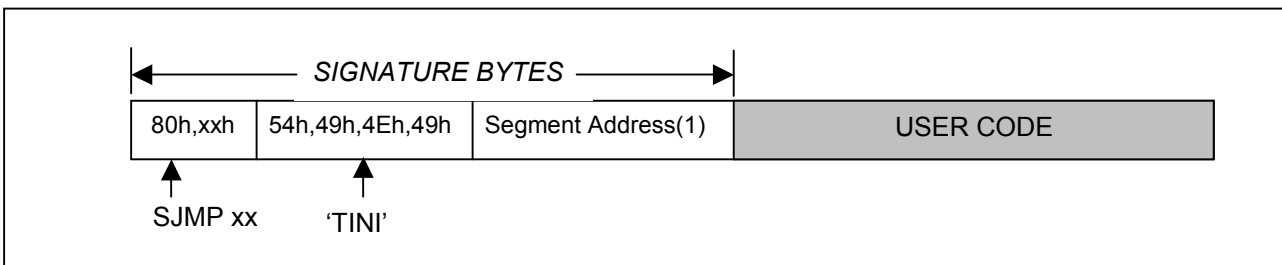 SIGNATURE BYTES
80h,xxh 54h,49h,4Eh,49h Segment Address(1) USER CODE
SJMP xx ‘TINI’